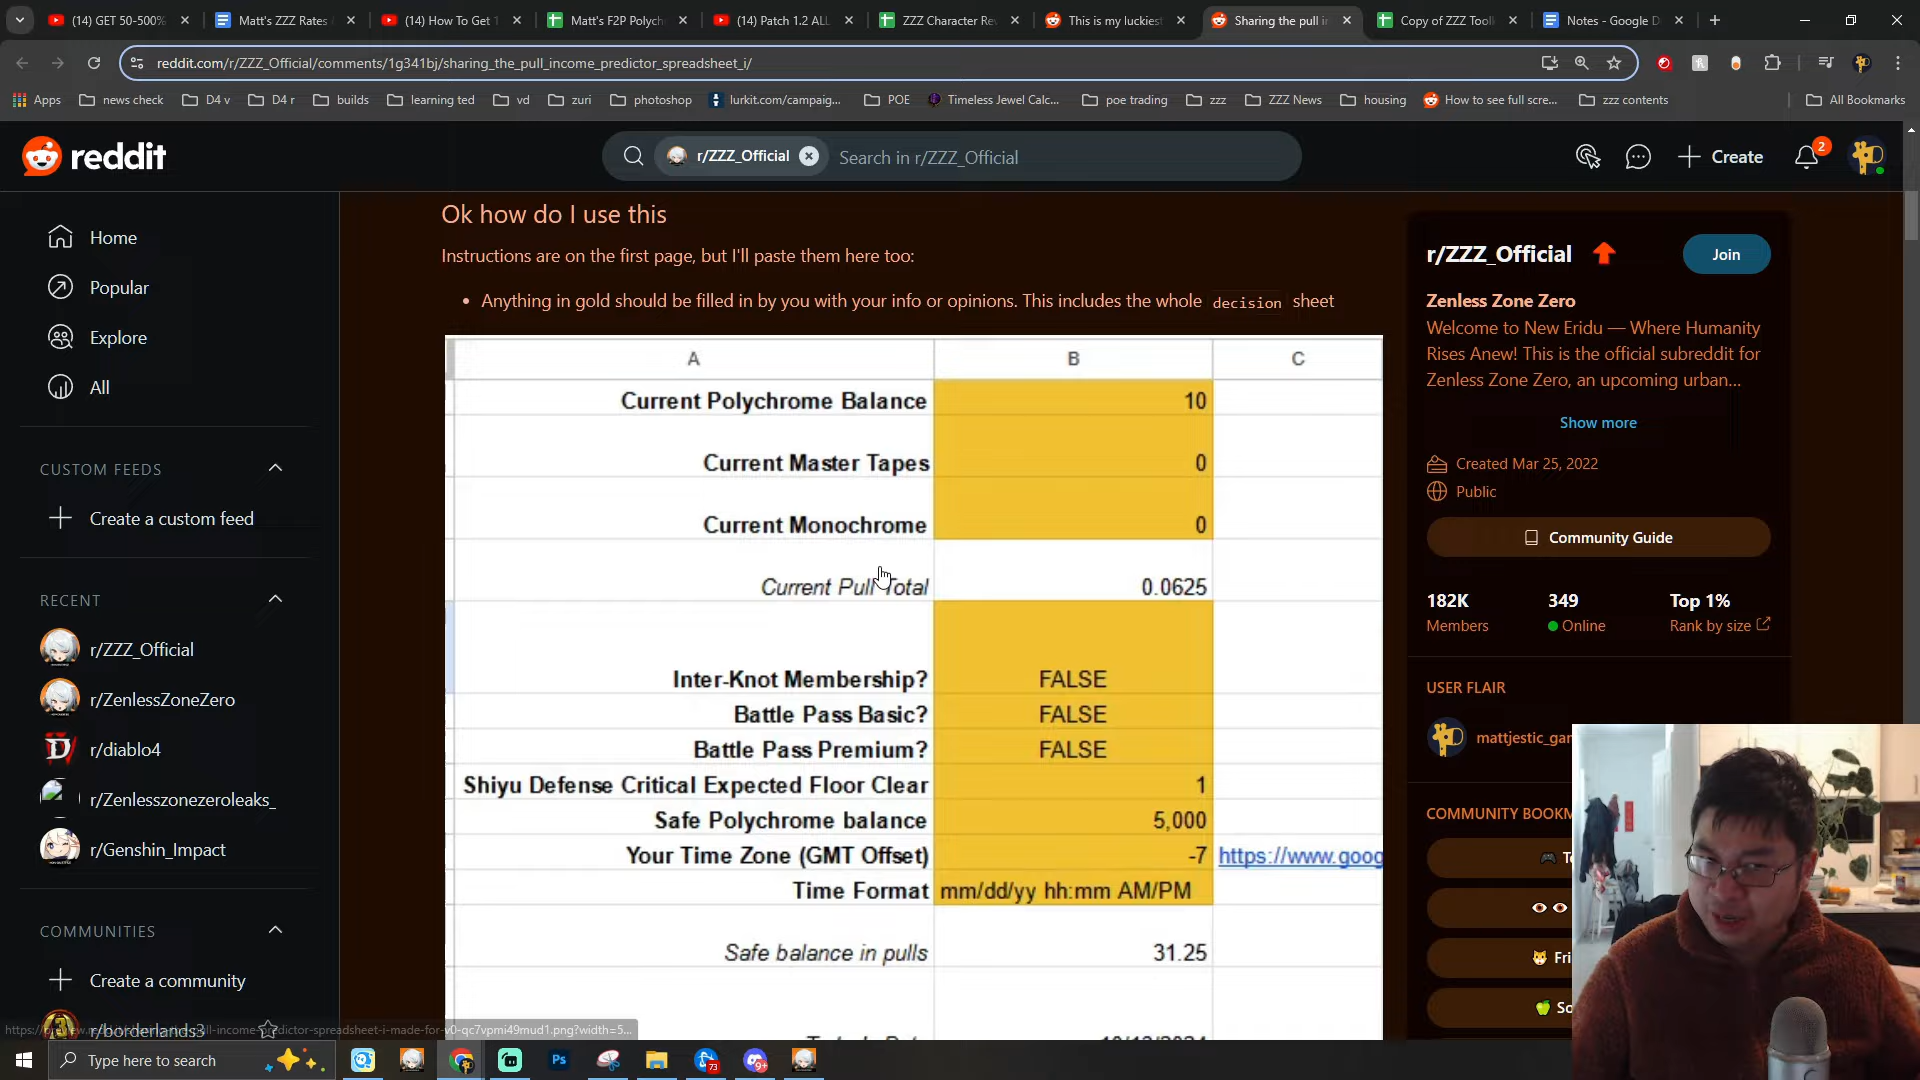 (14) GET 50-500%
Matt's ZZZ Rates
(14) How To Get 1
Matt's F2P Polych
(14) Patch 1.2 ALL
ZZZ Character Re
This is my luckies
Sharing the pull i
Copy of ZZZ Tool
Notes - Google D
reddit.com/r/ZZZ_Official/comments/1g341bj/sharing_the_pull_income_predictor_spreadsheet_i/
Apps
news check
D4 v
D4 r
builds
learning ted
vd
zuri
photoshop
lurkit.com/campaig...
POE
Timeless Jewel Calc...
poe trading
zzz
ZZZ News
housing
How to see full scre...
zzz contents
All Bookmarks
reddit
r/ZZZ_Official
Search in r/ZZZ_Official
Create
2
Home
Popular
Explore
All
CUSTOM FEEDS
Create a custom feed
RECENT
r/ZZZ_Official
r/ZenlessZoneZero
r/diablo4
r/Zenlesszonezeroleaks_
r/Genshin_Impact
COMMUNITIES
Create a community
r/borderlands3
Ok how do I use this
Instructions are on the first page, but I'll paste them here too:
• Anything in gold should be filled in by you with your info or opinions. This includes the whole decision sheet
A B C
Current Polychrome Balance 10
Current Master Tapes 0
Current Monochrome 0
Current Pull Total 0.0625
Inter-Knot Membership? FALSE
Battle Pass Basic? FALSE
Battle Pass Premium? FALSE
Shiyu Defense Critical Expected Floor Clear 1
Safe Polychrome balance 5,000
Your Time Zone (GMT Offset) -7 https://www.goog
Time Format mm/dd/yy hh:mm AM/PM
Safe balance in pulls 31.25
r/ZZZ_Official
Join
Zenless Zone Zero
Welcome to New Eridu — Where Humanity
Rises Anew! This is the official subreddit for
Zenless Zone Zero, an upcoming urban...
Show more
Created Mar 25, 2022
Public
Community Guide
182K 349 Top 1%
Members Online Rank by size
USER FLAIR
mattjestic_gar
COMMUNITY BOOKM
Fri
So
Type here to search
Ps
73
9+